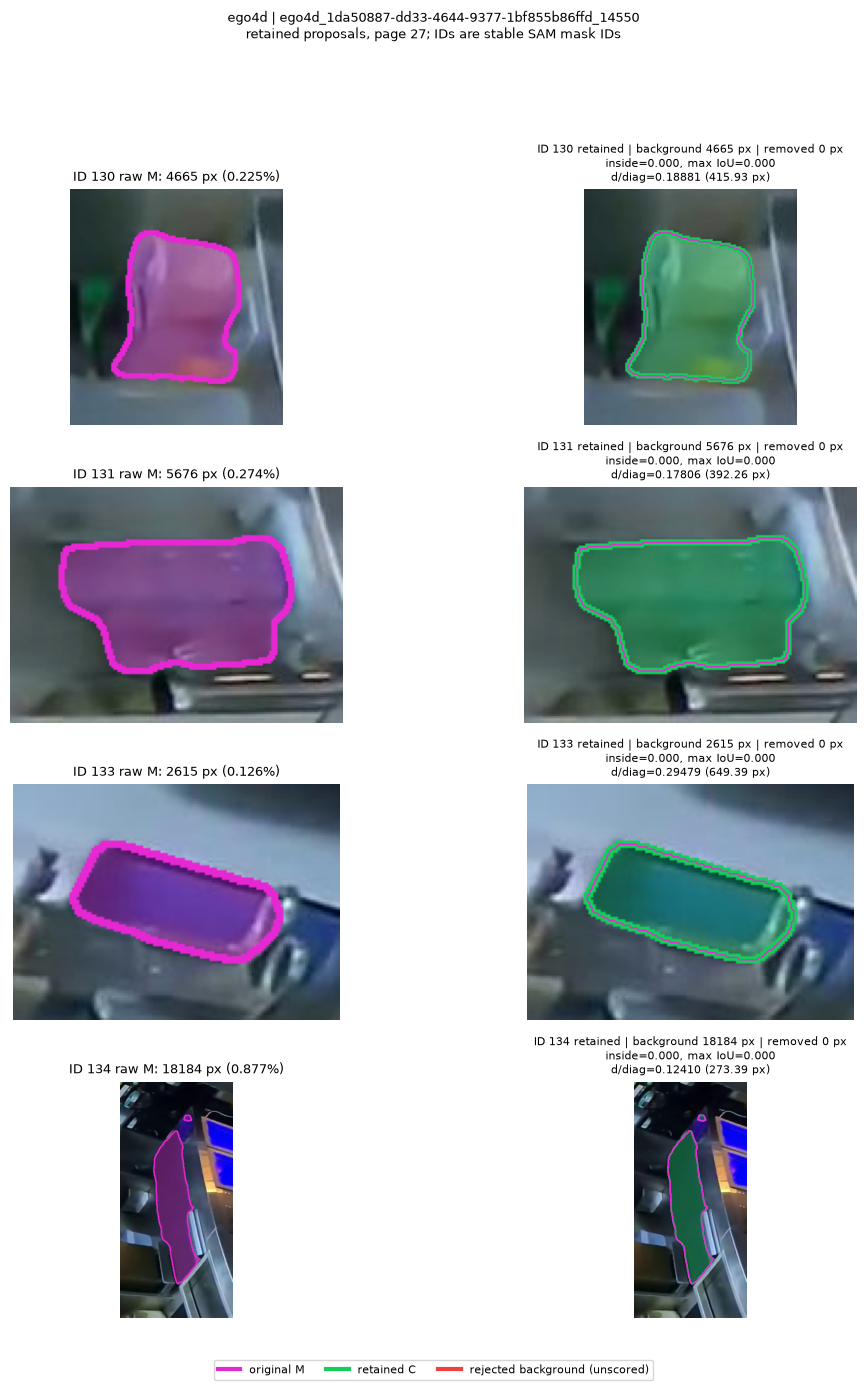 ego4d | ego4d_1da50887-dd33-4644-9377-1bf855b86ffd_14550
retained proposals, page 27; IDs are stable SAM mask IDs
ID 130 raw M: 4665 px (0.225%)
ID 130 retained | background 4665 px | removed 0 px
inside=0.000, max IoU=0.000
d/diag=0.18881 (415.93 px)
ID 131 raw M: 5676 px (0.274%)
ID 131 retained | background 5676 px | removed 0 px
inside=0.000, max IoU=0.000
d/diag=0.17806 (392.26 px)
ID 133 raw M: 2615 px (0.126%)
ID 133 retained | background 2615 px | removed 0 px
inside=0.000, max IoU=0.000
d/diag=0.29479 (649.39 px)
ID 134 raw M: 18184 px (0.877%)
ID 134 retained | background 18184 px | removed 0 px
inside=0.000, max IoU=0.000
d/diag=0.12410 (273.39 px)
original M
retained C
rejected background (unscored)